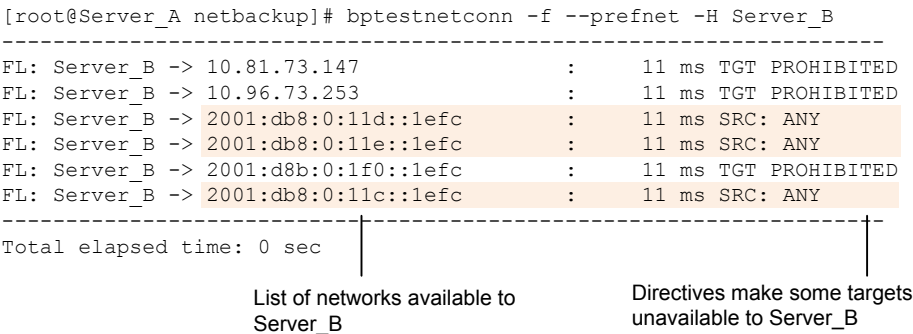 [root@Server_A netbackup]# bptestnetconn -f --prefnet -H Server_B
----------------------------------------------------------------------
FL: Server_B -> 10.81.73.147 : 11 ms TGT PROHIBITED
FL: Server_B -> 10.96.73.253 : 11 ms TGT PROHIBITED
FL: Server_B -> 2001:db8:0:11d::1efc : 11 ms SRC: ANY
FL: Server_B -> 2001:db8:0:11e::1efc : 11 ms SRC: ANY
FL: Server_B -> 2001:d8b:0:1f0::1efc : 11 ms TGT PROHIBITED
FL: Server_B -> 2001:db8:0:11c::1efc : 11 ms SRC: ANY
----------------------------------------------------------------------
Total elapsed time: 0 sec
List of networks available to
Server_B
Directives make some targets
unavailable to Server_B